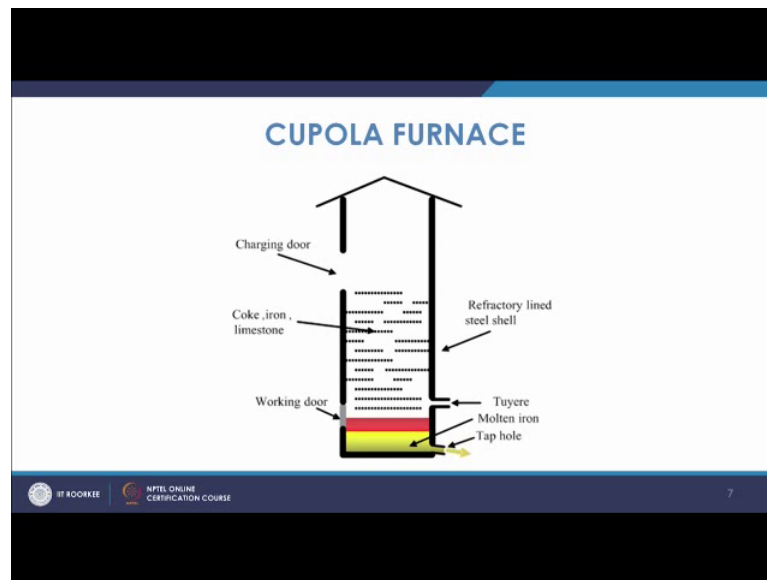 CUPOLA FURNACE
Charging door
Coke ,iron ,
limestone
Refractory lined
steel shell
Working door
Tuyere
Molten iron
Tap hole
IIT ROORKEE
NPTEL ONLINE
CERTIFICATION COURSE
7